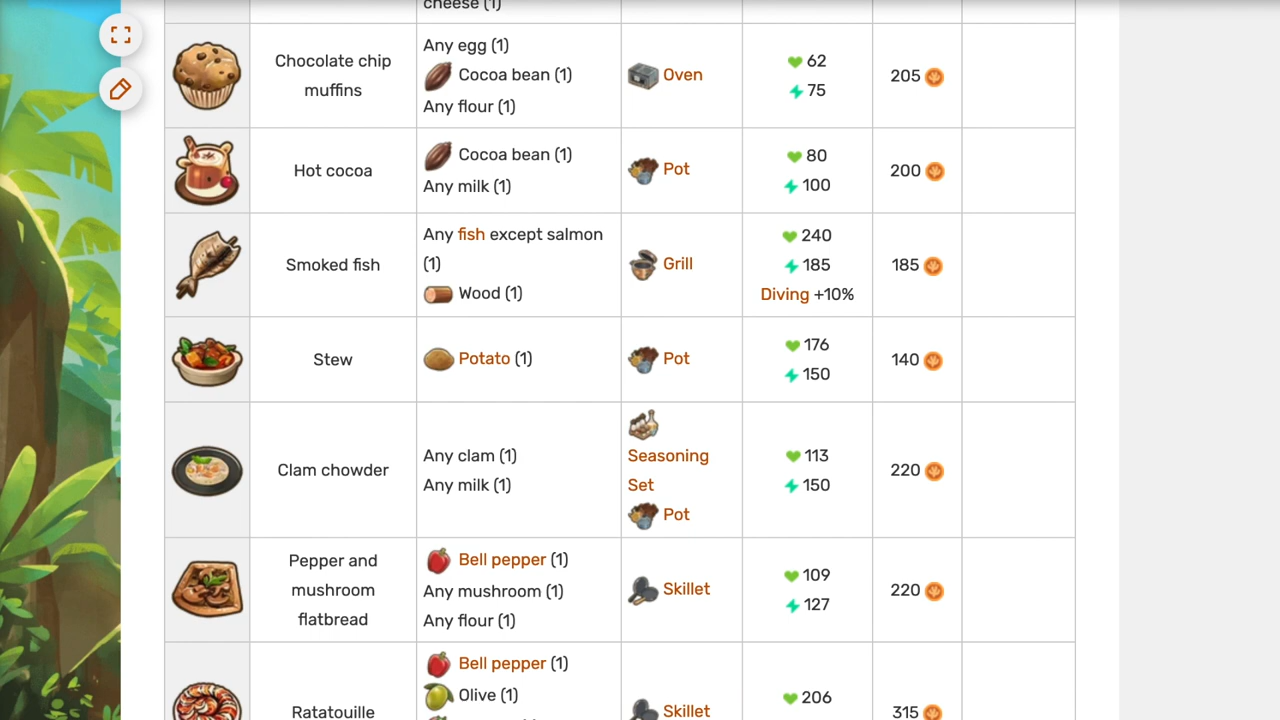 cheese (1)
Chocolate chip
muffins
Any egg (1)
Cocoa bean (1)
Any flour (1)
Oven
62
75
205
Hot cocoa
Cocoa bean (1)
Any milk (1)
Pot
80
100
200
Smoked fish
Any fish except salmon
(1)
Wood (1)
Grill
240
185
Diving +10%
185
Stew
Potato (1)
Pot
176
150
140
Clam chowder
Any clam (1)
Any milk (1)
Seasoning
Set
Pot
113
150
220
Pepper and
mushroom
flatbread
Bell pepper (1)
Any mushroom (1)
Any flour (1)
Skillet
109
127
220
Ratatouille
Bell pepper (1)
Olive (1)
Skillet
206
315